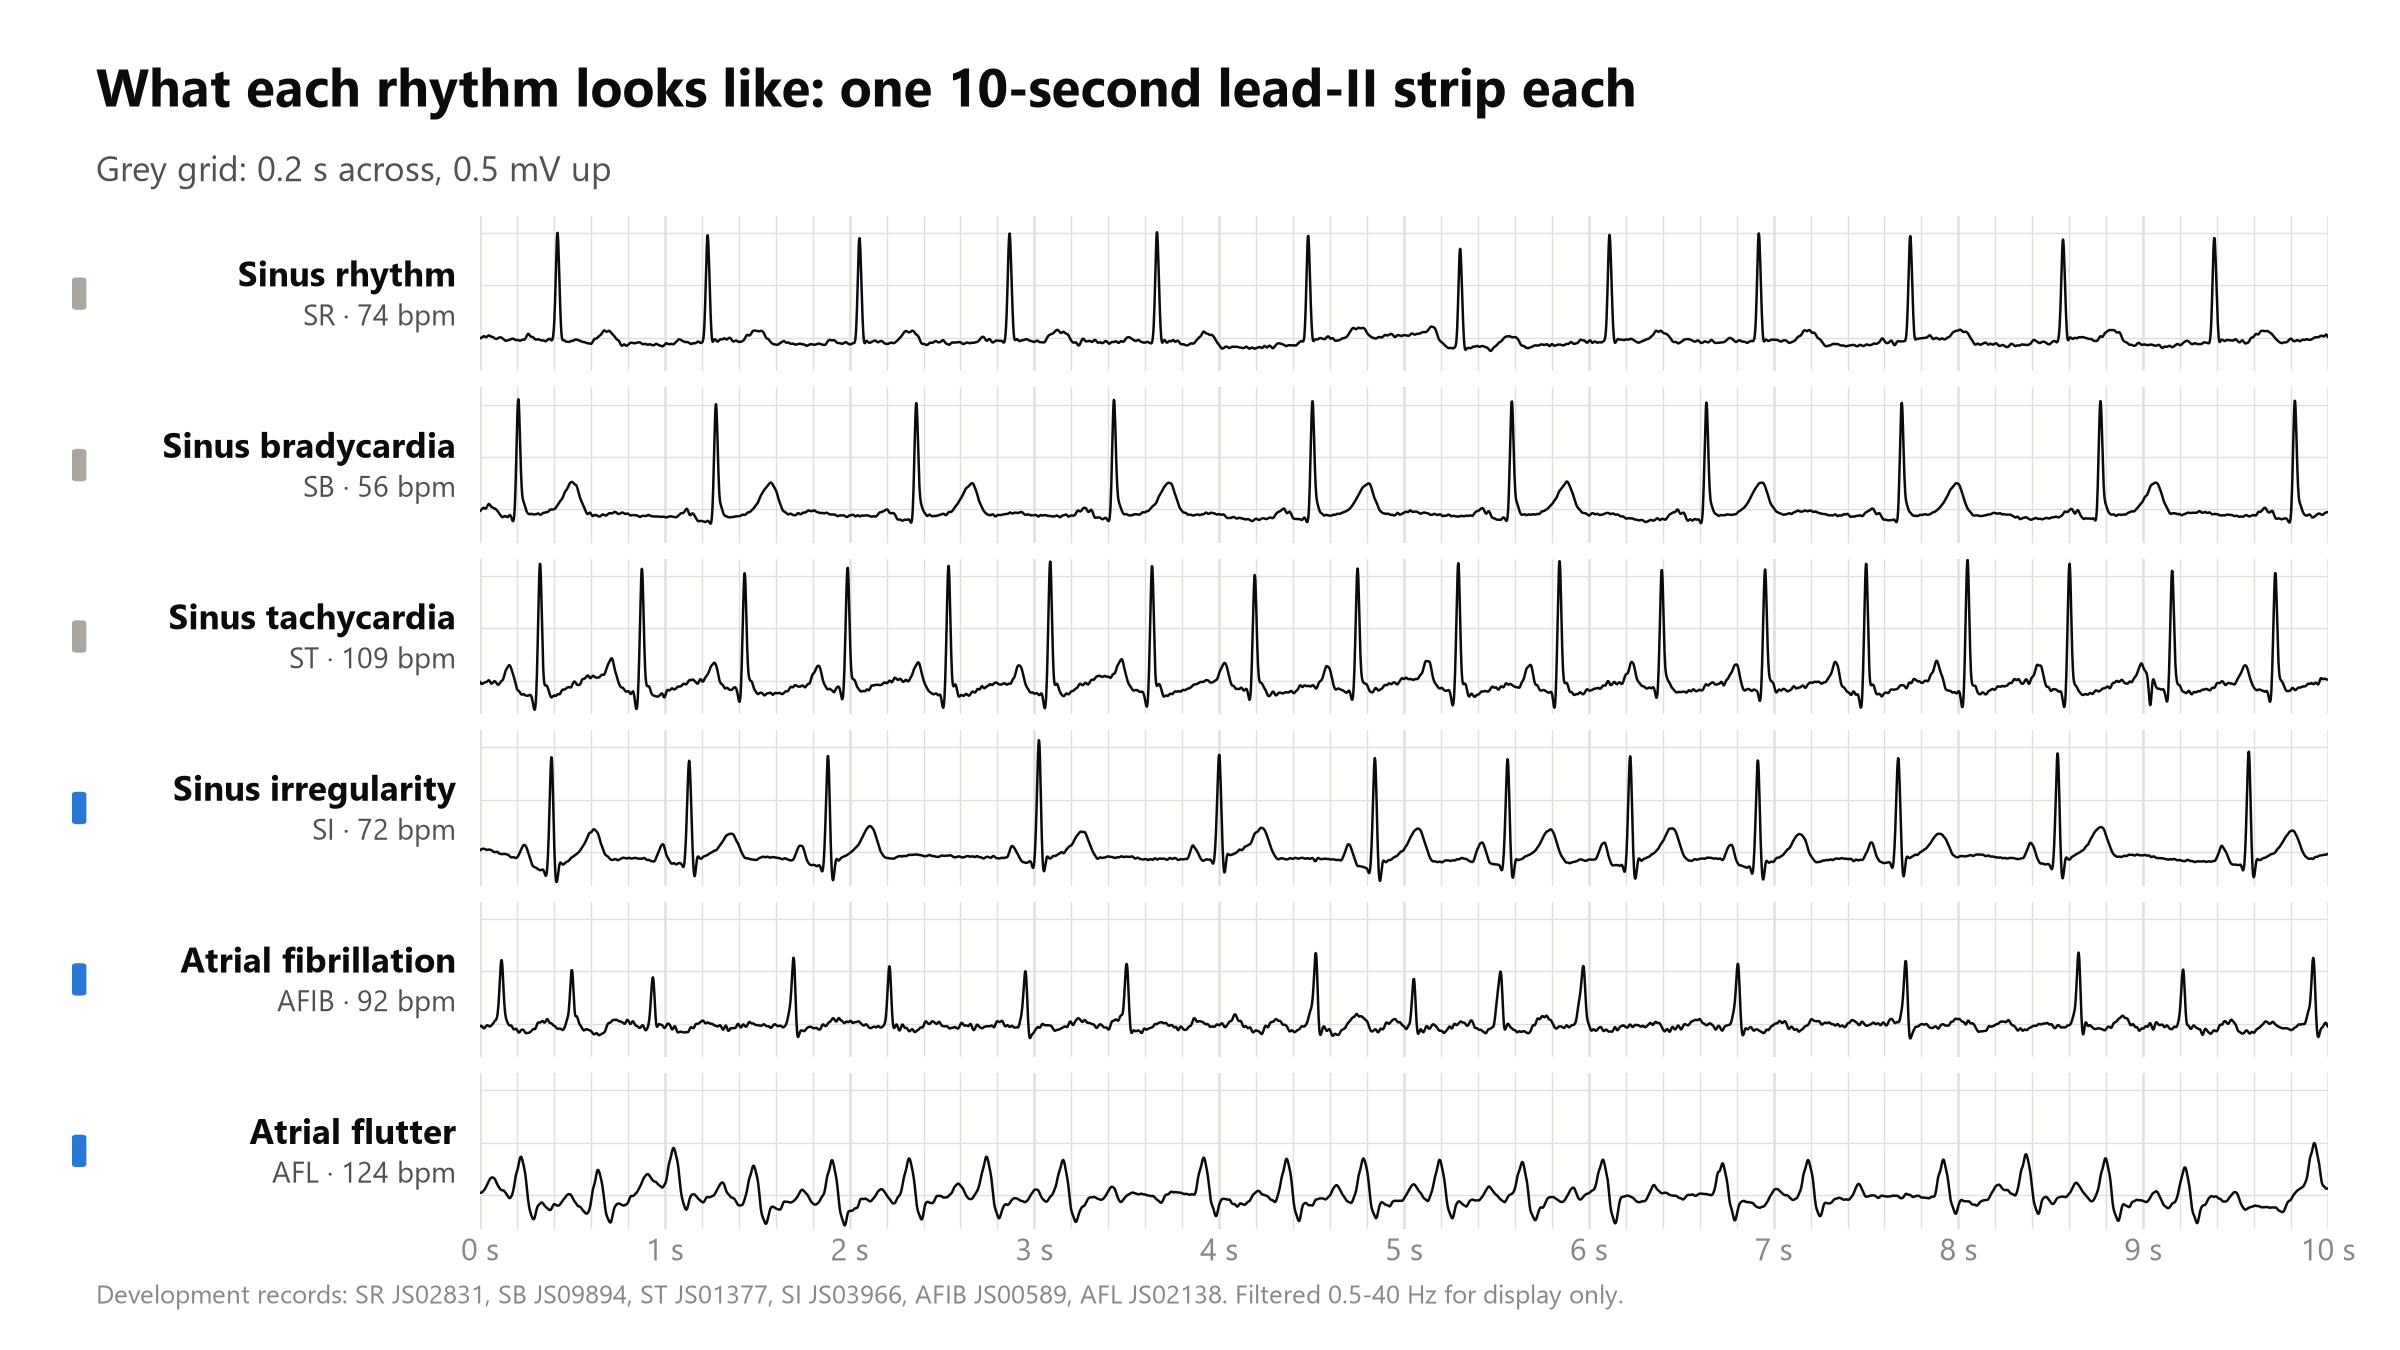 What each rhythm looks like: one 10-second lead-II strip each
Grey grid: 0.2 s across, 0.5 mV up
Sinus rhythm
SR · 74 bpm
Sinus bradycardia
SB · 56 bpm
Sinus tachycardia
ST · 109 bpm
Sinus irregularity
SI · 72 bpm
Atrial fibrillation
AFIB · 92 bpm
Atrial flutter
AFL · 124 bpm
0 s 1 s 2 s 3 s 4 s 5 s 6 s 7 s 8 s 9 s 10 s
Development records: SR JS02831, SB JS09894, ST JS01377, SI JS03966, AFIB JS00589, AFL JS02138. Filtered 0.5-40 Hz for display only.